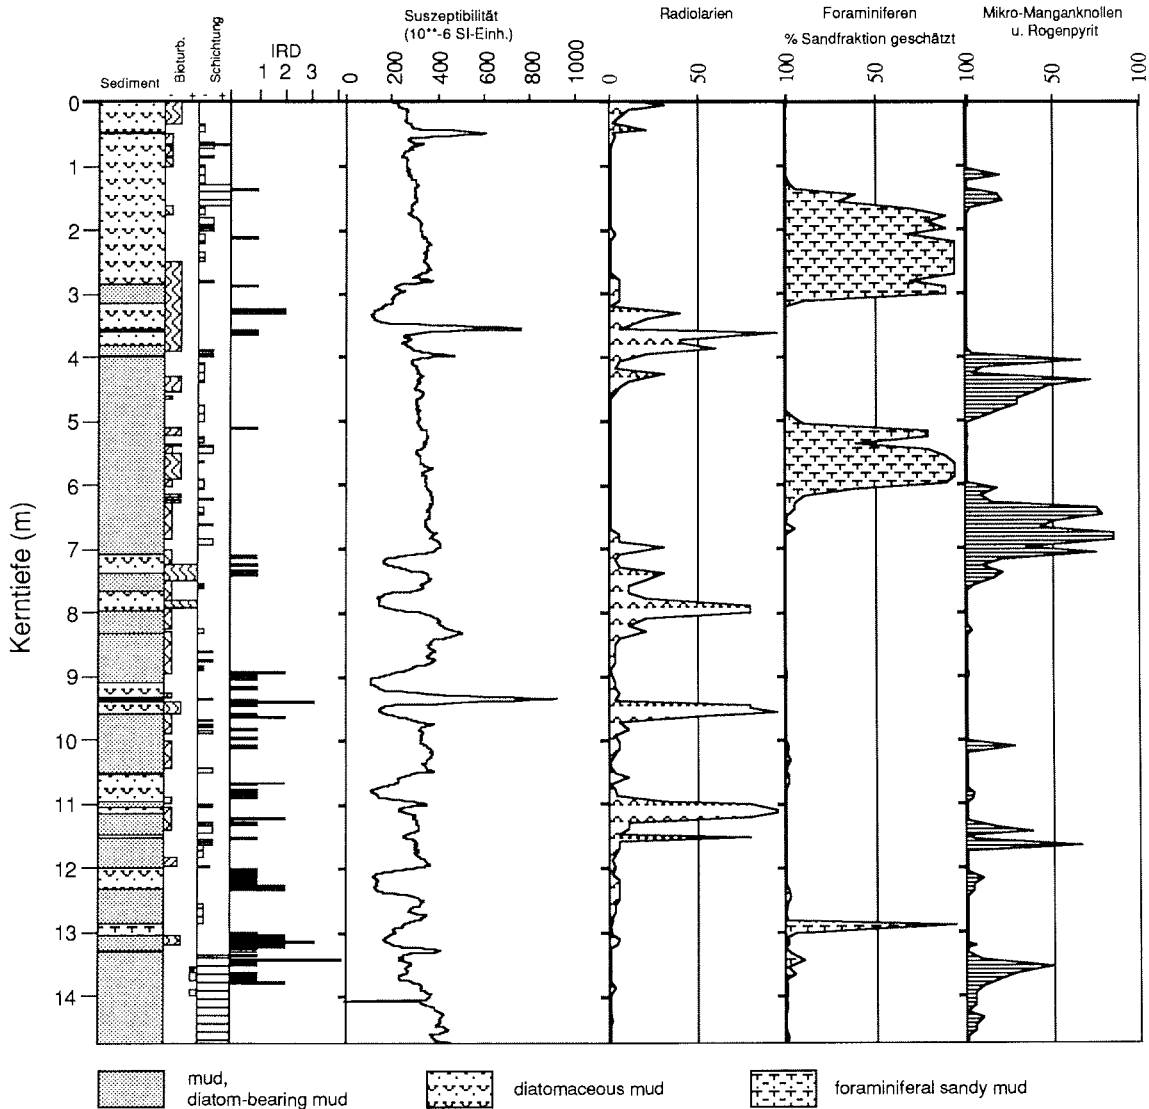 Suszeptibilität
(10**-6 SI-Einh.)
Radiolarien
Foraminiferen
Mikro-Manganknollen
u. Rogenpyrit
% Sandfraktion geschätzt
Sediment
Bioturb.
- +
Schichtung
- +
IRD
1 2 3
0 200 400 600 800 1000
0 50
100 50
100 50 100
Kerntiefe (m)
0
1
2
3
4
5
6
7
8
9
10
11
12
13
14
mud,
diatom-bearing mud
diatomaceous mud
foraminiferal sandy mud